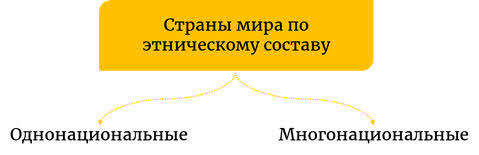 Страны мира по
этническому составу
Однонациональные
Многонациональные